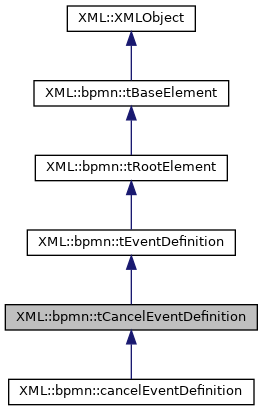 XML::XMLObject
XML::bpmn::tBaseElement
XML::bpmn::tRootElement
XML::bpmn::tEventDefinition
XML::bpmn::tCancelEventDefinition
XML::bpmn::cancelEventDefinition